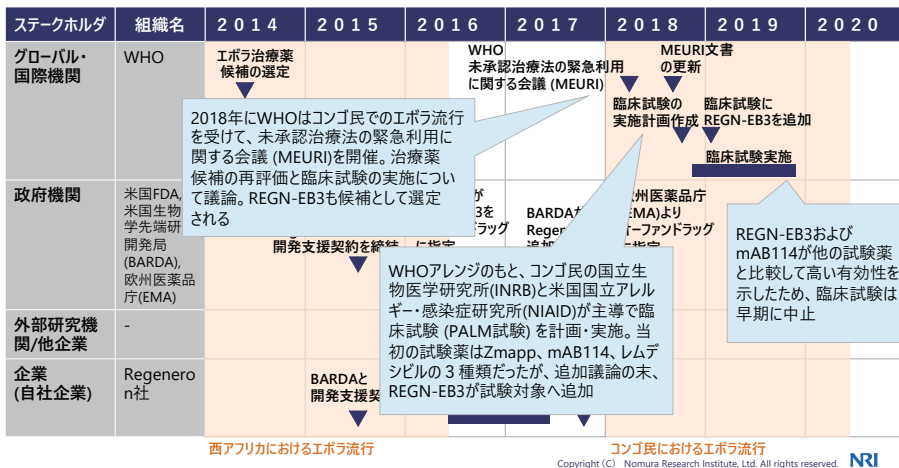 ステークホルダ 組織名 2014 2015 2016 2017 2018 2019 2020
グローバル・
国際機関
WHO
エボラ治療薬
候補の選定
WHO
未承認治療法の緊急利用
に関する会議 (MEURI)
MEURI文書
の更新
臨床試験の
実施計画作成
臨床試験に
REGN-EB3を追加
臨床試験実施
2018年にWHOはコンゴ民でのエボラ流行
を受けて、未承認治療法の緊急利用に
関する会議 (MEURI)を開催。治療薬
候補の再評価と臨床試験の実施につい
て議論。REGN-EB3も候補として選定
される
政府機関
米国FDA,
米国生物
学先端研
開発局
(BARDA),
欧州医薬品
庁(EMA)
開発支援契約を締結
BARDAが
Regene
追加
州医薬品庁
(EMA)より
オーファンドラッグ
に指定
WHOアレンジのもと、コンゴ民の国立生
物医学研究所(INRB)と米国国立アレル
ギー・感染症研究所(NIAID)が主導で臨
床試験 (PALM試験) を計画・実施。当
初の試験薬はZmapp、mAB114、レムデ
シビルの３種類だったが、追加議論の末、
REGN-EB3が試験対象へ追加
REGN-EB3および
mAB114が他の試験薬
と比較して高い有効性を
示したため、臨床試験は
早期に中止
外部研究機
関/他企業
-
企業
(自社企業)
Regenero
n社
BARDAと
開発支援契
西アフリカにおけるエボラ流行
コンゴ民におけるエボラ流行
Copyright（C） Nomura Research Institute, Ltd. All rights reserved.
NRI